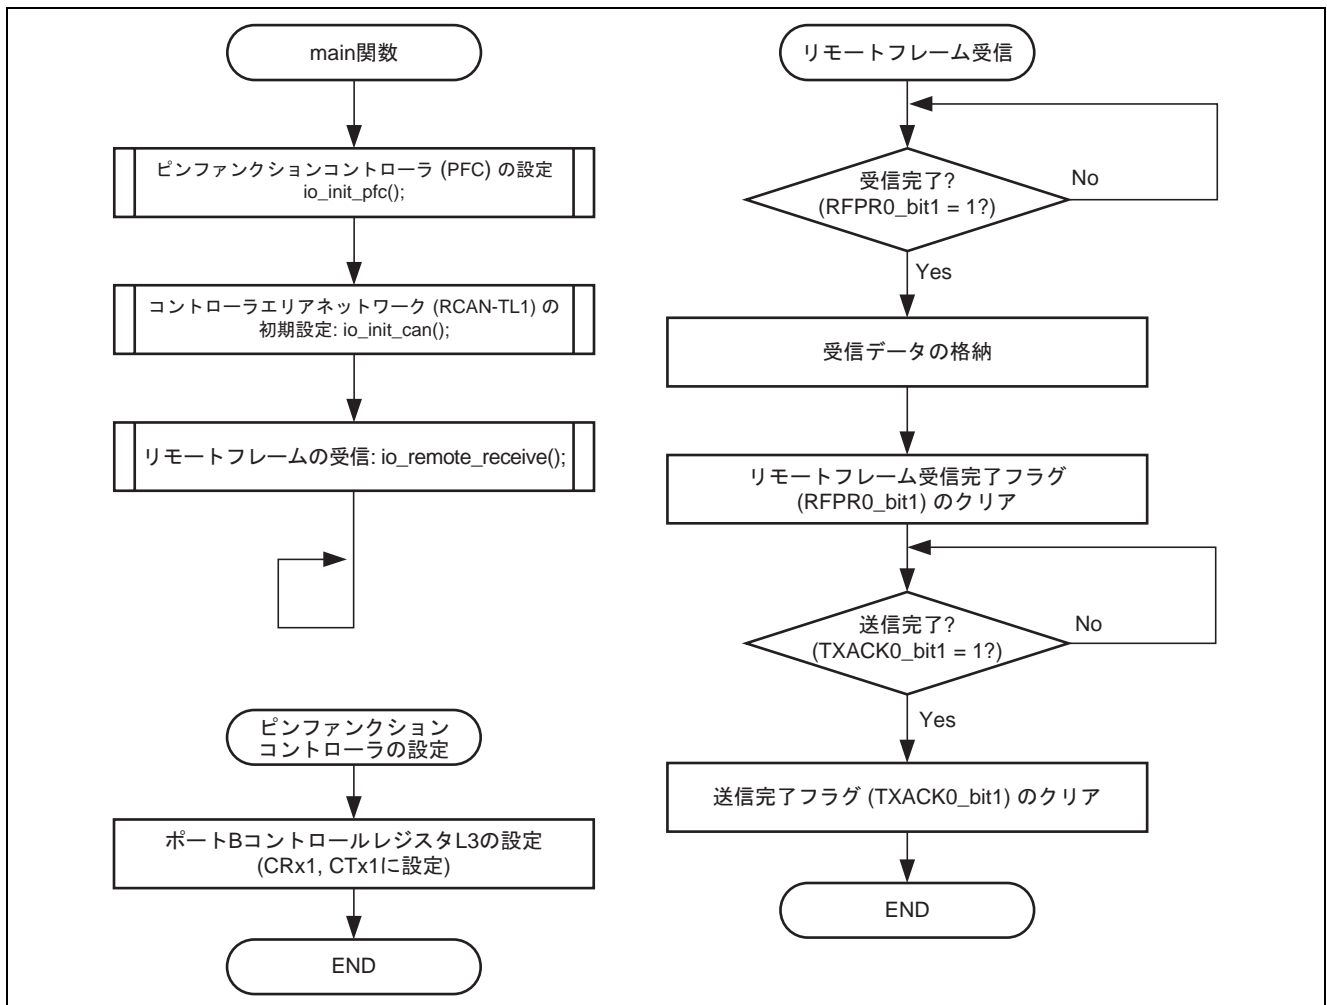 main関数
ピンファンクションコントローラ (PFC) の設定
io_init_pfc();
コントローラエリアネットワーク (RCAN-TL1) の
初期設定: io_init_can();
リモートフレームの受信: io_remote_receive();
ピンファンクション
コントローラの設定
ポートBコントロールレジスタL3の設定
(CRx1, CTx1に設定)
END
リモートフレーム受信
受信完了?
(RFPR0_bit1 = 1?)
No
Yes
受信データの格納
リモートフレーム受信完了フラグ
(RFPR0_bit1) のクリア
送信完了?
(TXACK0_bit1 = 1?)
No
Yes
送信完了フラグ (TXACK0_bit1) のクリア
END